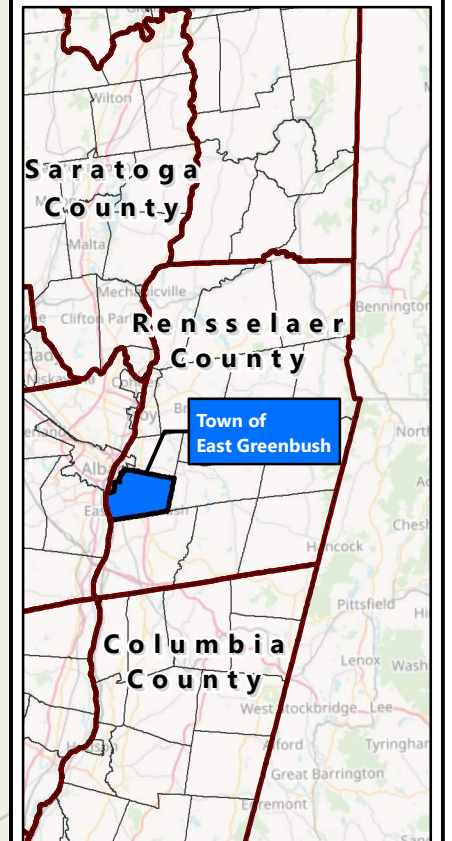 Wilton
Saratoga
County
Malta
Mechanicville
Clifton Park
Bennington
Rensselaer
County
Town of
East Greenbush
Hancock
Pittsfield
Columbia
County
Lenox
West Stockbridge
Lee
Tyringham
Great Barrington
Egremont